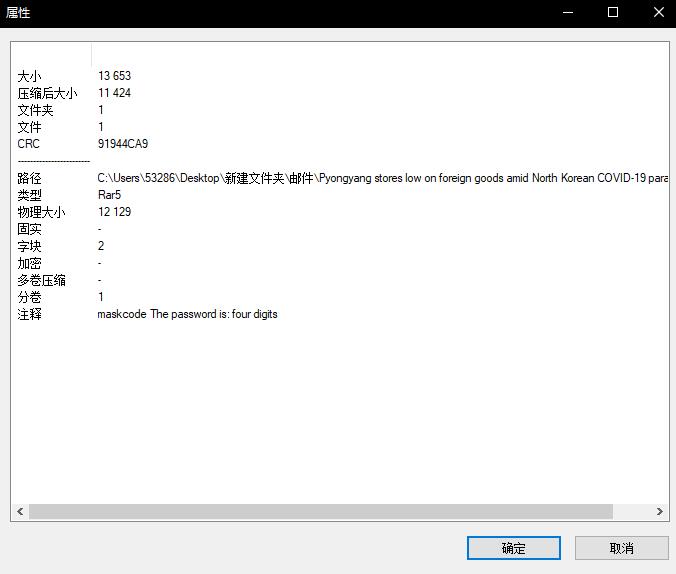 属性
大小 13 653
压缩后大小 11 424
文件夹 1
文件 1
CRC 91944CA9
------------------------
路径 C:\Users\53286\Desktop\新建文件夹\邮件\Pyongyang stores low on foreign goods amid North Korean COVID-19 para
类型 Rar5
物理大小 12 129
固实 -
字块 2
加密 -
多卷压缩 -
分卷 1
注释 maskcode The password is: four digits
确定 取消